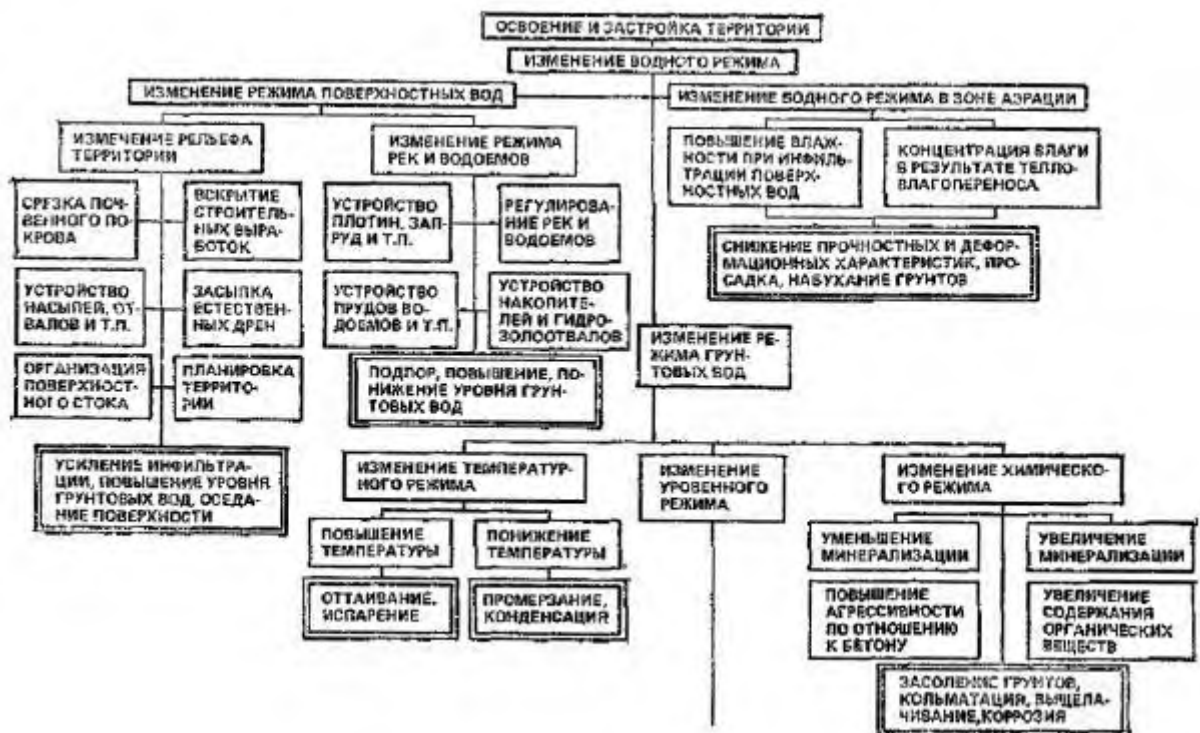 ОСВОЕНИЕ И ЗАСТРОЙКА ТЕРРИТОРИИ
ИЗМЕНЕНИЕ ВОДНОГО РЕЖИМА
ИЗМЕНЕНИЕ РЕЖИМА ПОВЕРХНОСТНЫХ ВОД
ИЗМЕНЕНИЕ ВОДНОГО РЕЖИМА В ЗОНЕ АЭРАЦИИ
ИЗМЕНЕНИЕ РЕЛЬЕФА
ТЕРРИТОРИИ
ИЗМЕНЕНИЕ РЕЖИМА
РЕК И ВОДОЕМОВ
ПОВЫШЕНИЕ ВЛАЖ-
НОСТИ ПРИ ИНФИЛЬ-
ТРАЦИИ ПОВЕРХ-
НОСТНЫХ ВОД
КОНЦЕНТРАЦИЯ ВЛАГИ
В РЕЗУЛЬТАТЕ ТЕПЛО-
ВЛАГОПЕРЕНОСА
СРЕЗКА ПОЧ-
ВЕННОГО ПО-
КРОВА
ВСКРЫТИЕ
СТРОИТЕЛЬ-
НЫХ ВЫРА-
БОТОК
УСТРОЙСТВО
ПЛОТИН, ЗАП-
РУД И Т.П.
РЕГУЛИРОВА-
НИЕ РЕК И
ВОДОЕМОВ
СНИЖЕНИЕ ПРОЧНОСТНЫХ И ДЕФОР-
МАЦИОННЫХ ХАРАКТЕРИСТИК, ПРО-
САДКА, НАБУХАНИЕ ГРУНТОВ
УСТРОЙСТВО
НАСЫПЕЙ, ОТ-
ВАЛОВ И Т.П.
ЗАСЫПКА
ЕСТЕСТВЕН-
НЫХ ДРЕН
УСТРОЙСТВО
ПРУДОВ ВО-
ДОЕМОВ И Т.П.
УСТРОЙСТВО
НАКОПИТЕ-
ЛЕЙ И ГИДРО-
ЗОЛООТВАЛОВ
ИЗМЕНЕНИЕ РЕ-
ЖИМА ГРУН-
ТОВЫХ ВОД
ОРГАНИЗАЦИЯ
ПОВЕРХНОСТ-
НОГО СТОКА
ПЛАНИРОВКА
ТЕРРИТО-
РИИ
ПОДПОР, ПОВЫШЕНИЕ, ПО-
НИЖЕНИЕ УРОВНЯ ГРУН-
ТОВЫХ ВОД
УСИЛЕНИЕ ИНФИЛЬТРА-
ЦИИ, ПОВЫШЕНИЕ УРОВНЯ
ГРУНТОВЫХ ВОД, ОСЕДА-
НИЕ ПОВЕРХНОСТИ
ИЗМЕНЕНИЕ ТЕМПЕРАТУР-
НОГО РЕЖИМА
ИЗМЕНЕНИЕ
УРОВЕННОГО
РЕЖИМА
ИЗМЕНЕНИЕ ХИМИЧЕСКО-
ГО РЕЖИМА
ПОВЫШЕНИЕ
ТЕМПЕРАТУРЫ
ПОНИЖЕНИЕ
ТЕМПЕРАТУРЫ
УМЕНЬШЕНИЕ
МИНЕРАЛИЗАЦИИ
УВЕЛИЧЕНИЕ
МИНЕРАЛИЗАЦИИ
ОТТАИВАНИЕ,
ИСПАРЕНИЕ
ПРОМЕРЗАНИЕ,
КОНДЕНСАЦИЯ
ПОВЫШЕНИЕ
АГРЕССИВНОСТИ
ПО ОТНОШЕНИЮ
К БЕТОНУ
УВЕЛИЧЕНИЕ
СОДЕРЖАНИЯ
ОРГАНИЧЕСКИХ
ВЕЩЕСТВ
ЗАСОЛЕНИЕ ГРУНТОВ,
КОЛЬМАТАЦИЯ, ВЫЩЕЛА-
ЧИВАНИЕ, КОРРОЗИЯ